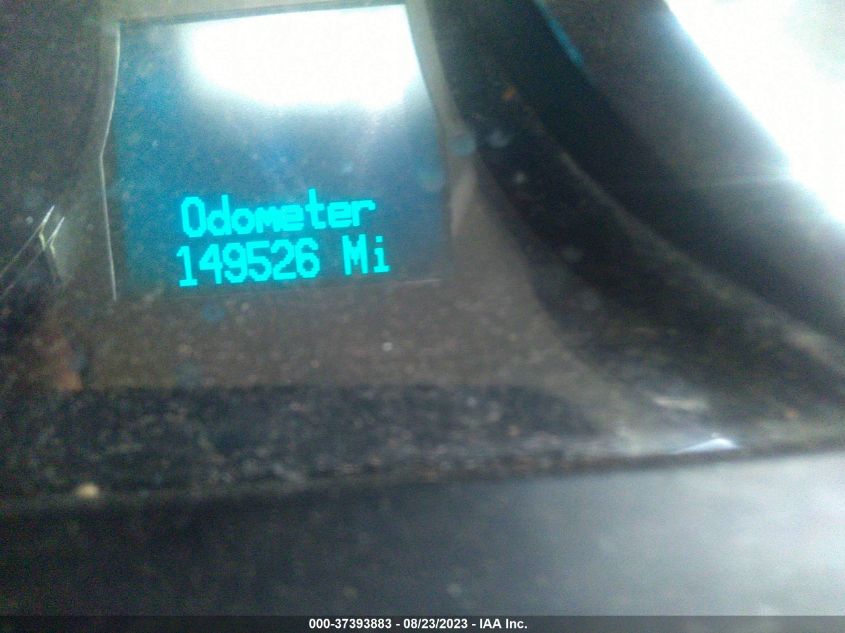 Odometer
149526 Mi
000-37393883 - 08/23/2023 - IAA Inc.